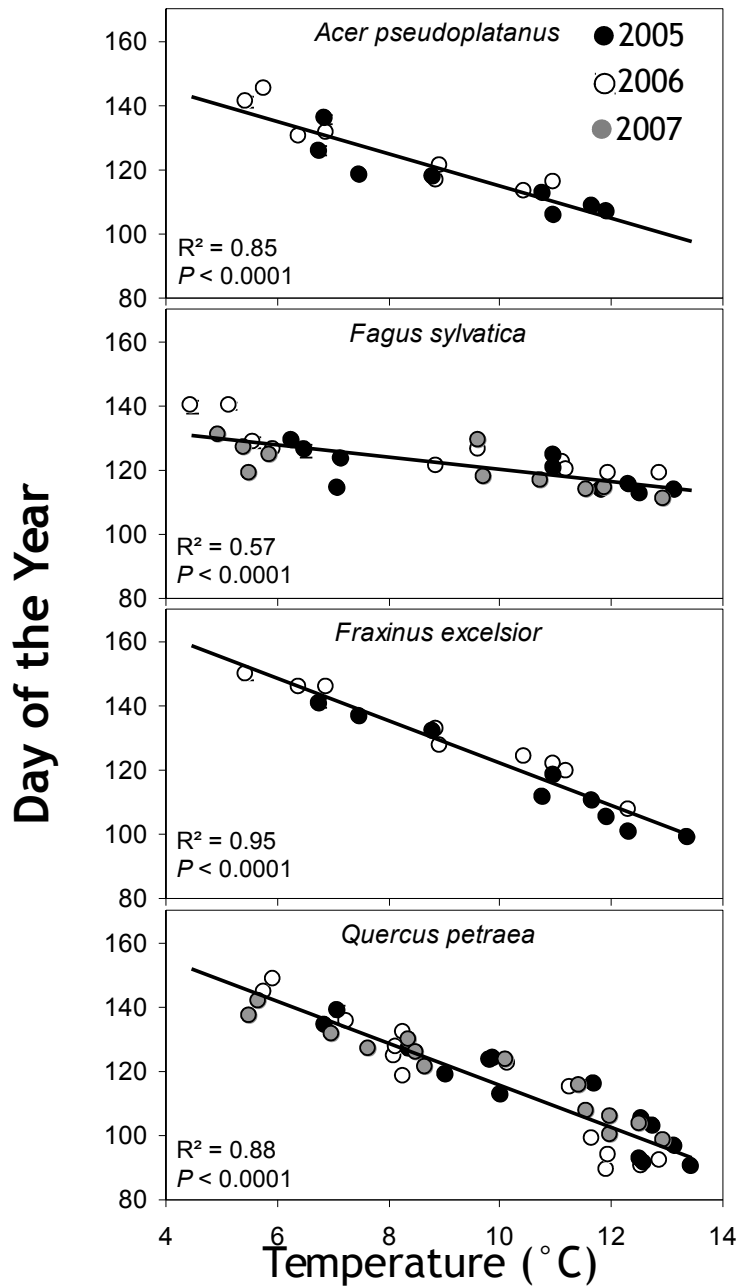 Day of the Year
160
140
120
100
80
Acer pseudoplatanus
2005
2006
2007
R² = 0.85
P < 0.0001
160
140
120
100
80
Fagus sylvatica
R² = 0.57
P < 0.0001
160
140
120
100
80
Fraxinus excelsior
R² = 0.95
P < 0.0001
160
140
120
100
80
Quercus petraea
R² = 0.88
P < 0.0001
4 6 8 10 12 14
Temperature (°C)